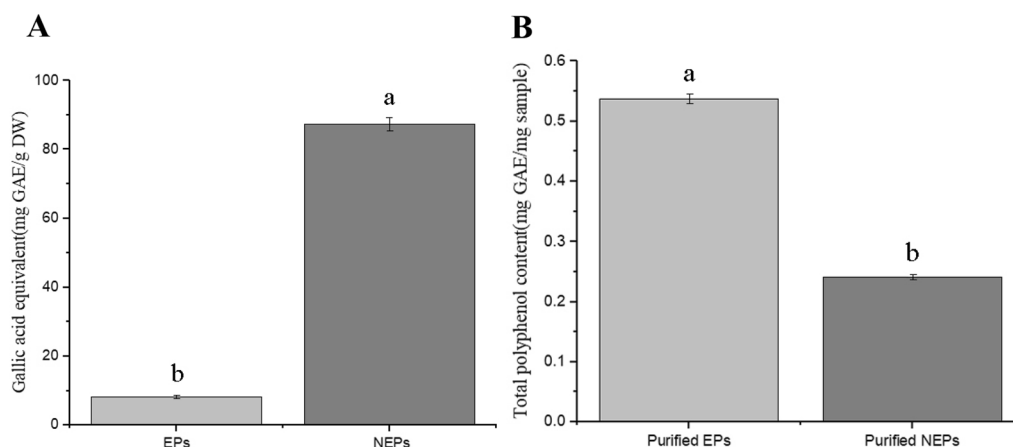 A
Gallic acid equivalent(mg GAE/g DW)
100
80
60
40
20
0
b
a
EPs
NEPs
B
Total polyphenol content(mg GAE/mg sample)
0.6
0.5
0.4
0.3
0.2
0.1
0.0
a
b
Purified EPs
Purified NEPs